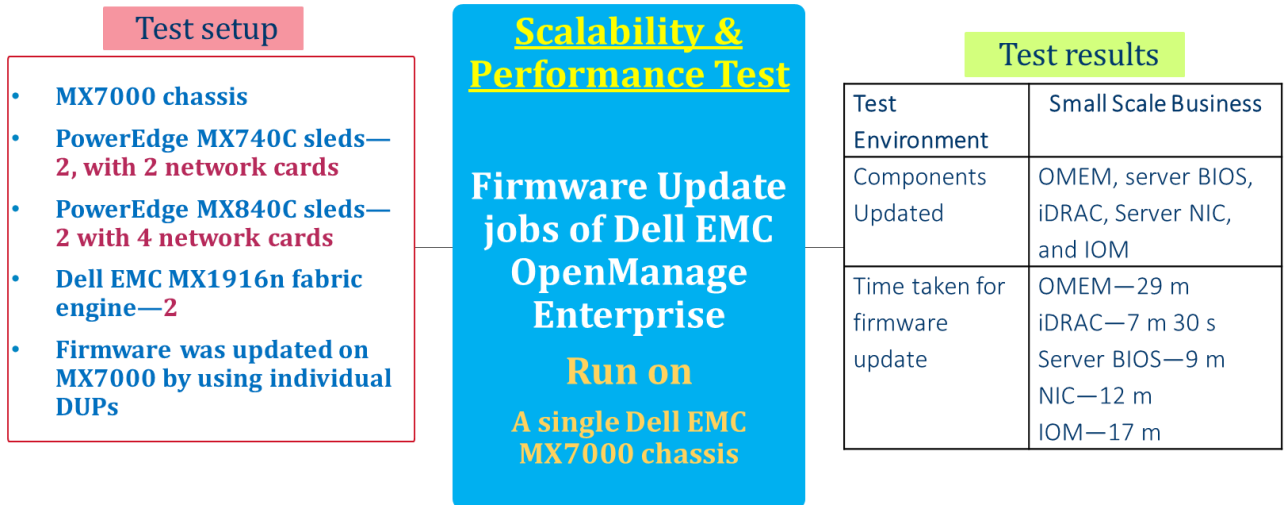 Test setup
• MX7000 chassis
• PowerEdge MX740C sleds—
2, with 2 network cards
• PowerEdge MX840C sleds—
2 with 4 network cards
• Dell EMC MX1916n fabric
engine—2
• Firmware was updated on
MX7000 by using individual
DUPs
Scalability &
Performance Test
Firmware Update
jobs of Dell EMC
OpenManage
Enterprise
Run on
A single Dell EMC
MX7000 chassis
Test results
Test
Environment
Small Scale Business
Components
Updated
OMEM, server BIOS,
iDRAC, Server NIC,
and IOM
Time taken for
firmware
update
OMEM—29 m
iDRAC—7 m 30 s
Server BIOS—9 m
NIC—12 m
IOM—17 m